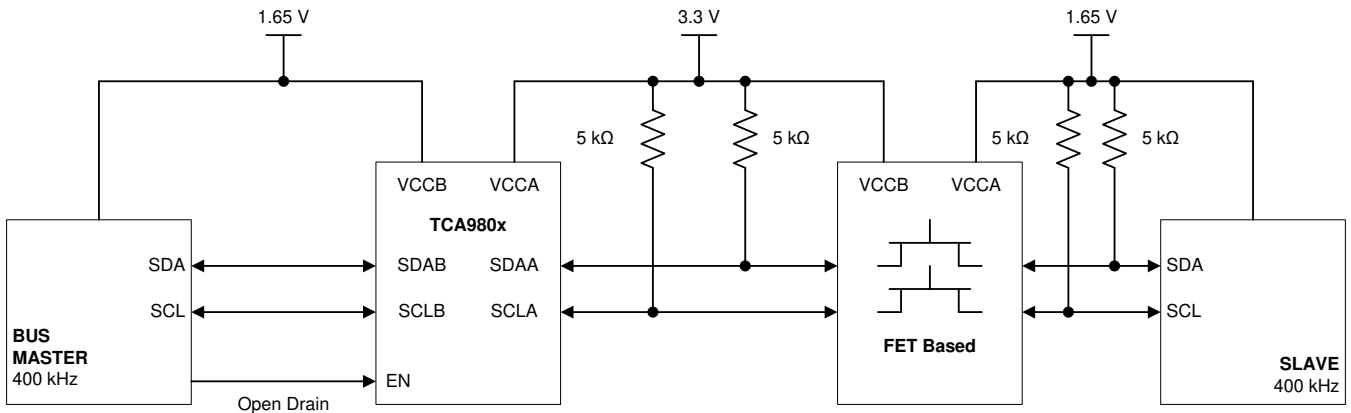 1.65 V
3.3 V
1.65 V
5 kΩ
5 kΩ
5 kΩ
5 kΩ
VCCB VCCA
TCA980x
VCCB VCCA
SDA
SDAB SDAA
SDA
SCL
SCLB SCLA
SCL
BUS
MASTER
400 kHz
FET Based
SLAVE
400 kHz
EN
Open Drain